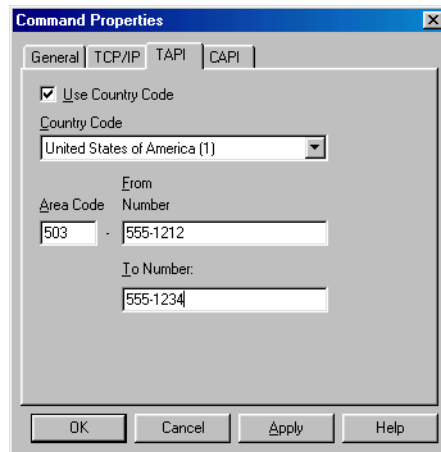 Command Properties
General TCP/IP TAPI CAPI
Use Country Code
Country Code
United States of America (1)
From
Area Code Number
503 - 555-1212
To Number:
555-1234
OK Cancel Apply Help